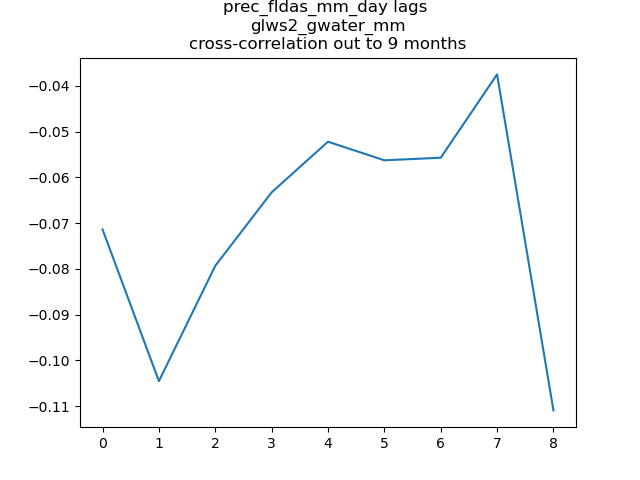 prec_fldas_mm_day lags
glws2_gwater_mm
cross-correlation out to 9 months
−0.04
−0.05
−0.06
−0.07
−0.08
−0.09
−0.10
−0.11
0 1 2 3 4 5 6 7 8